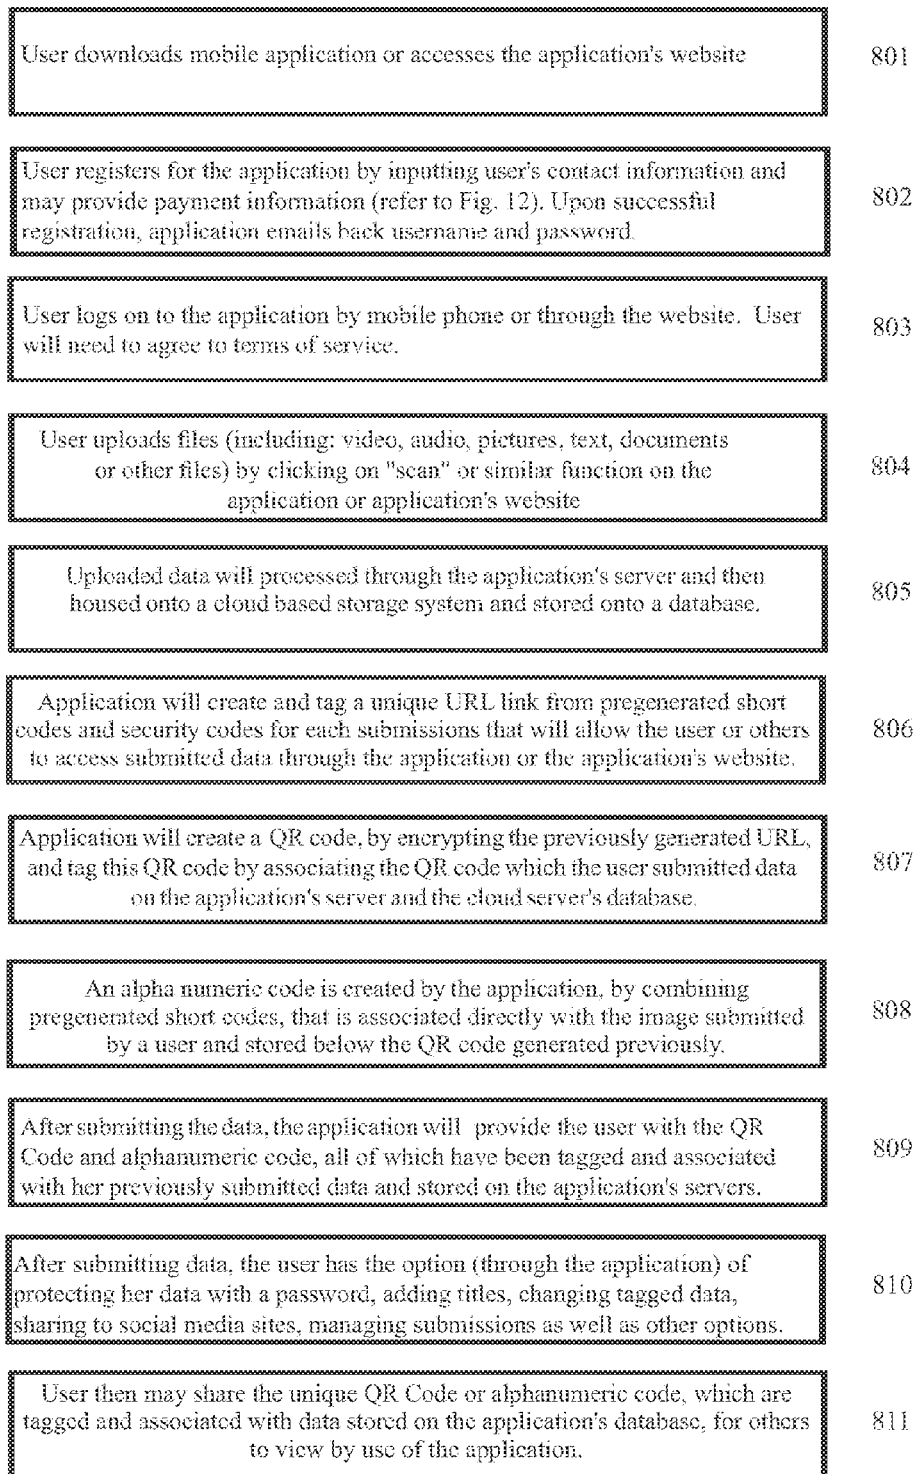 User downloads mobile application or accesses the application's website
801
User registers for the application by inputting user's contact information and
may provide payment information (refer to Fig. 12). Upon successful
registration, application emails back username and password.
802
User logs on to the application by mobile phone or through the website.  User
will need to agree to terms of service.
803
User uploads files (including: video, audio, pictures, text, documents
or other files) by clicking on "scan" or similar function on the
application or application's website
804
Uploaded data will processed through the application's server and then
housed onto a cloud based storage system and stored onto a database.
805
Application will create and tag a unique URL link from pregenerated short
codes and security codes for each submissions that will allow the user or others
to access submitted data through the application or the application's website.
806
Application will create a QR code, by encrypting the previously generated URL,
and tag this QR code by associating the QR code which the user submitted data
on the application's server and the cloud server's database.
807
An alpha numeric code is created by the application, by combining
pregenerated short codes, that is associated directly with the image submitted
by a user and stored below the QR code generated previously.
808
After submitting the data, the application will  provide the user with the QR
Code and alphanumeric code, all of which have been tagged and associated
with her previously submitted data and stored on the application's servers.
809
After submitting data, the user has the option (through the application) of
protecting her data with a password, adding titles, changing tagged data,
sharing to social media sites, managing submissions as well as other options.
810
User then may share the unique QR Code or alphanumeric code, which are
tagged and associated with data stored on the application's database, for others
to view by use of the application.
811